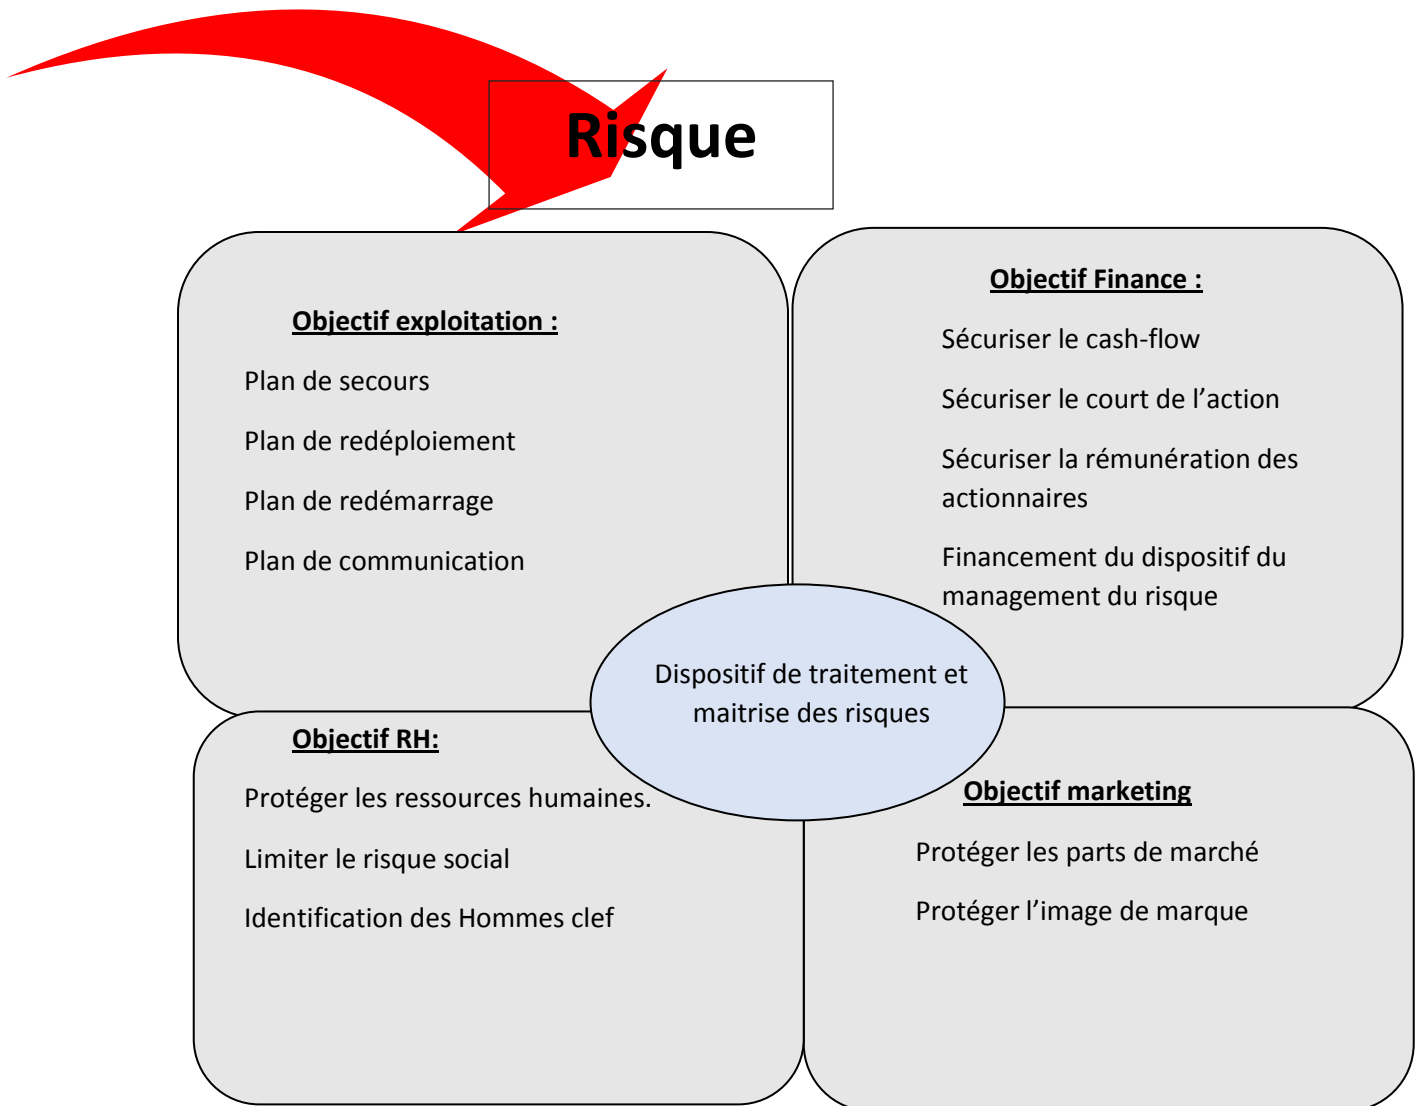 Risque
Objectif exploitation :
Plan de secours
Plan de redéploiement
Plan de redémarrage
Plan de communication
Objectif Finance :
Sécuriser le cash-flow
Sécuriser le court de l’action
Sécuriser la rémunération des
actionnaires
Financement du dispositif du
management du risque
Dispositif de traitement et
maitrise des risques
Objectif RH:
Protéger les ressources humaines.
Limiter le risque social
Identification des Hommes clef
Objectif marketing
Protéger les parts de marché
Protéger l’image de marque